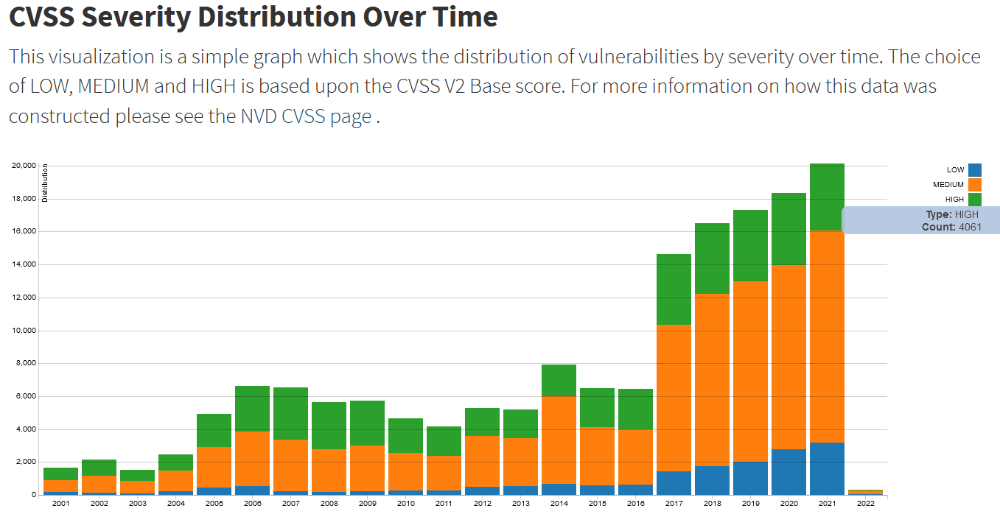 CVSS Severity Distribution Over Time
This visualization is a simple graph which shows the distribution of vulnerabilities by severity over time. The choice
of LOW, MEDIUM and HIGH is based upon the CVSS V2 Base score. For more information on how this data was
constructed please see the NVD CVSS page .
20,000
18,000
16,000
14,000
12,000
10,000
8,000
6,000
4,000
2,000
0
Distribution
LOW
MEDIUM
HIGH
Type: HIGH
Count: 4061
2001 2002 2003 2004 2005 2006 2007 2008 2009 2010 2011 2012 2013 2014 2015 2016 2017 2018 2019 2020 2021 2022